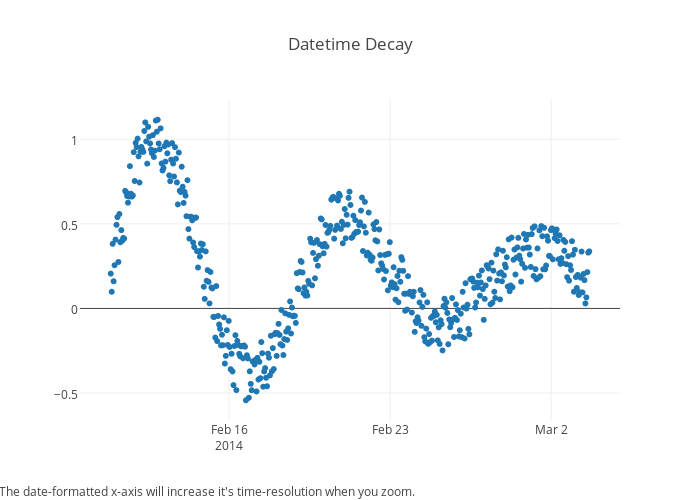 Datetime Decay
1
0.5
0
−0.5
Feb 16
2014
Feb 23
Mar 2
The date-formatted x-axis will increase it's time-resolution when you zoom.